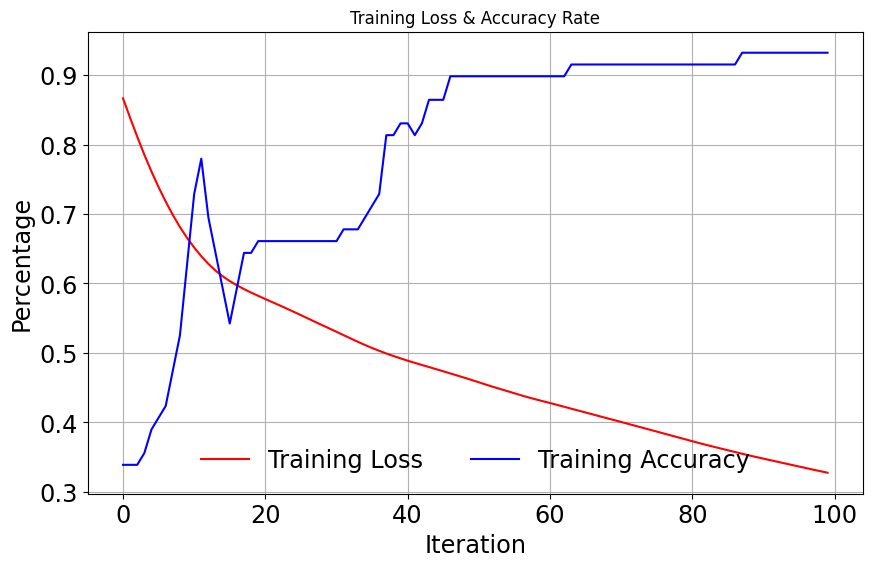 Training Loss & Accuracy Rate
Percentage
0.9
0.8
0.7
0.6
0.5
0.4
0.3
Training Loss
Training Accuracy
0
20
40
60
80
100
Iteration